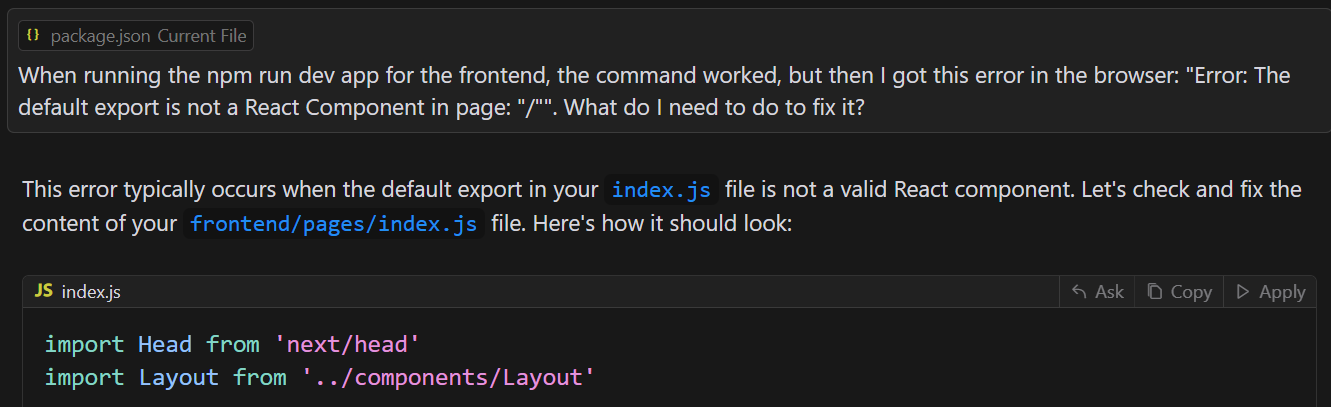 {} package.json Current File
When running the npm run dev app for the frontend, the command worked, but then I got this error in the browser: "Error: The
default export is not a React Component in page: "/"". What do I need to do to fix it?
This error typically occurs when the default export in your index.js file is not a valid React component. Let's check and fix the
content of your frontend/pages/index.js file. Here's how it should look:
JS index.js Ask Copy Apply
import Head from 'next/head'
import Layout from '../components/Layout'